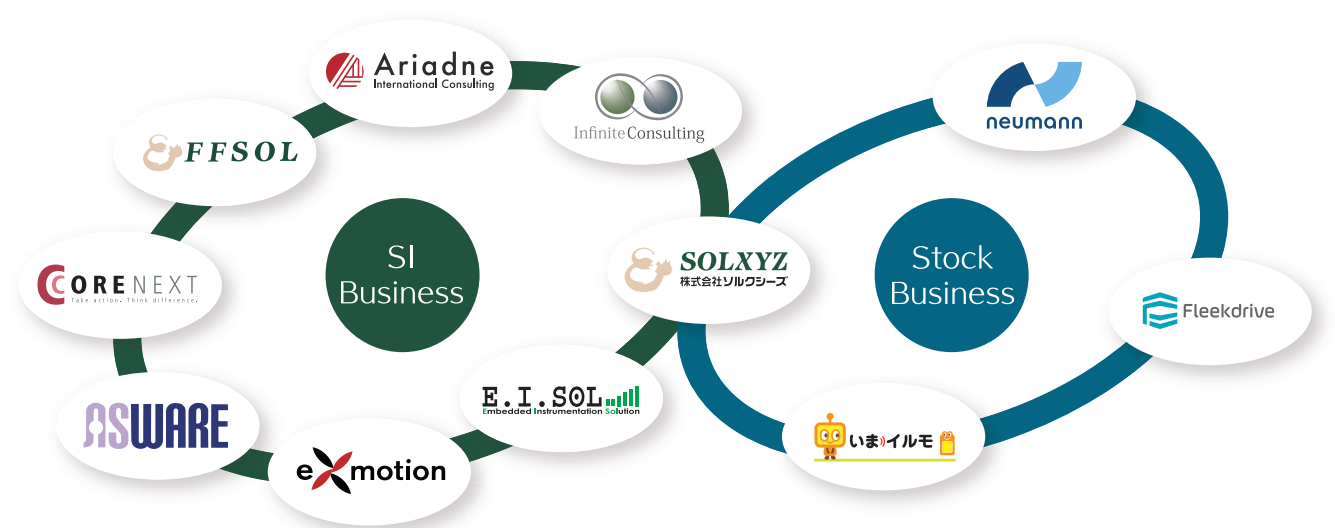 Ariadne
International Consulting
Infinite Consulting
neumann
FFSOL
SI
Business
SOLXYZ
株式会社ソルクシーズ
Stock
Business
CORENEXT
Take action. Think difference.
Fleekdrive
E.I.SOL
Embedded Instrumentation Solution
ASWARE
いまイルモ
eXmotion